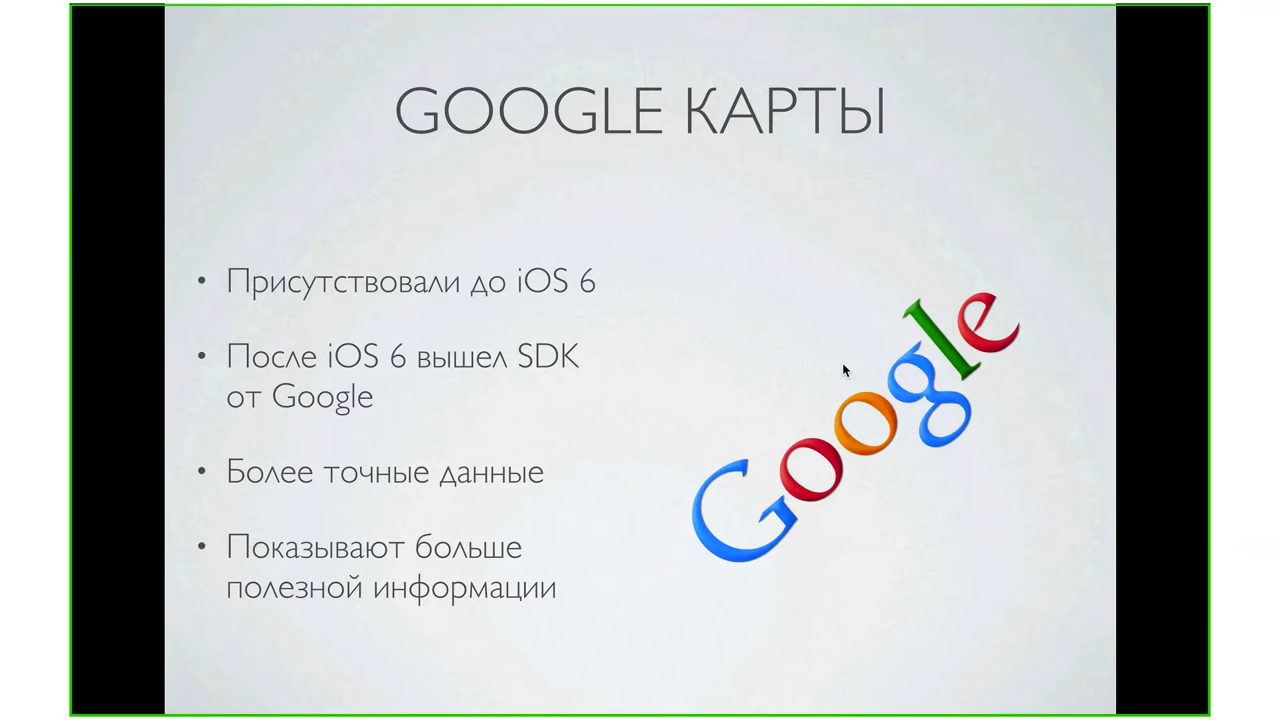 GOOGLE КАРТЫ
• Присутствовали до iOS 6
• После iOS 6 вышел SDK
от Google
• Более точные данные
• Показывают больше
полезной информации
Google